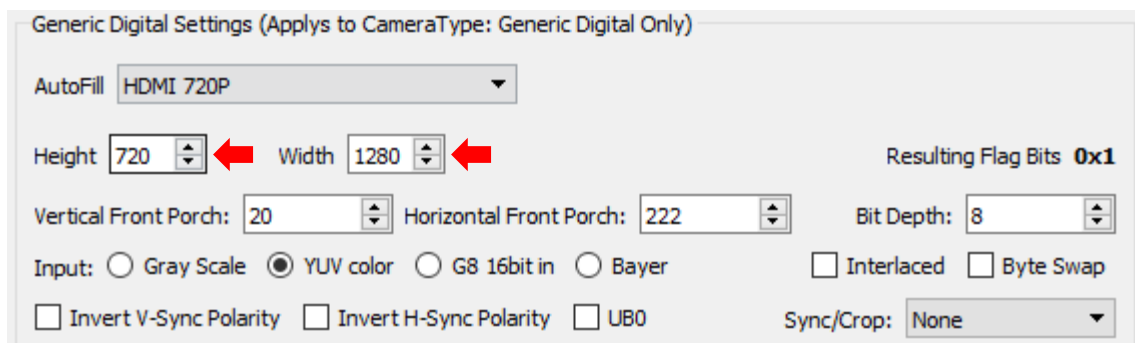 Generic Digital Settings (Applys to CameraType: Generic Digital Only)
AutoFill HDMI 720P
Height 720 Width 1280 Resulting Flag Bits 0x1
Vertical Front Porch: 20 Horizontal Front Porch: 222 Bit Depth: 8
Input: Gray Scale YUV color G8 16bit in Bayer Interlaced Byte Swap
Invert V-Sync Polarity Invert H-Sync Polarity UB0 Sync/Crop: None